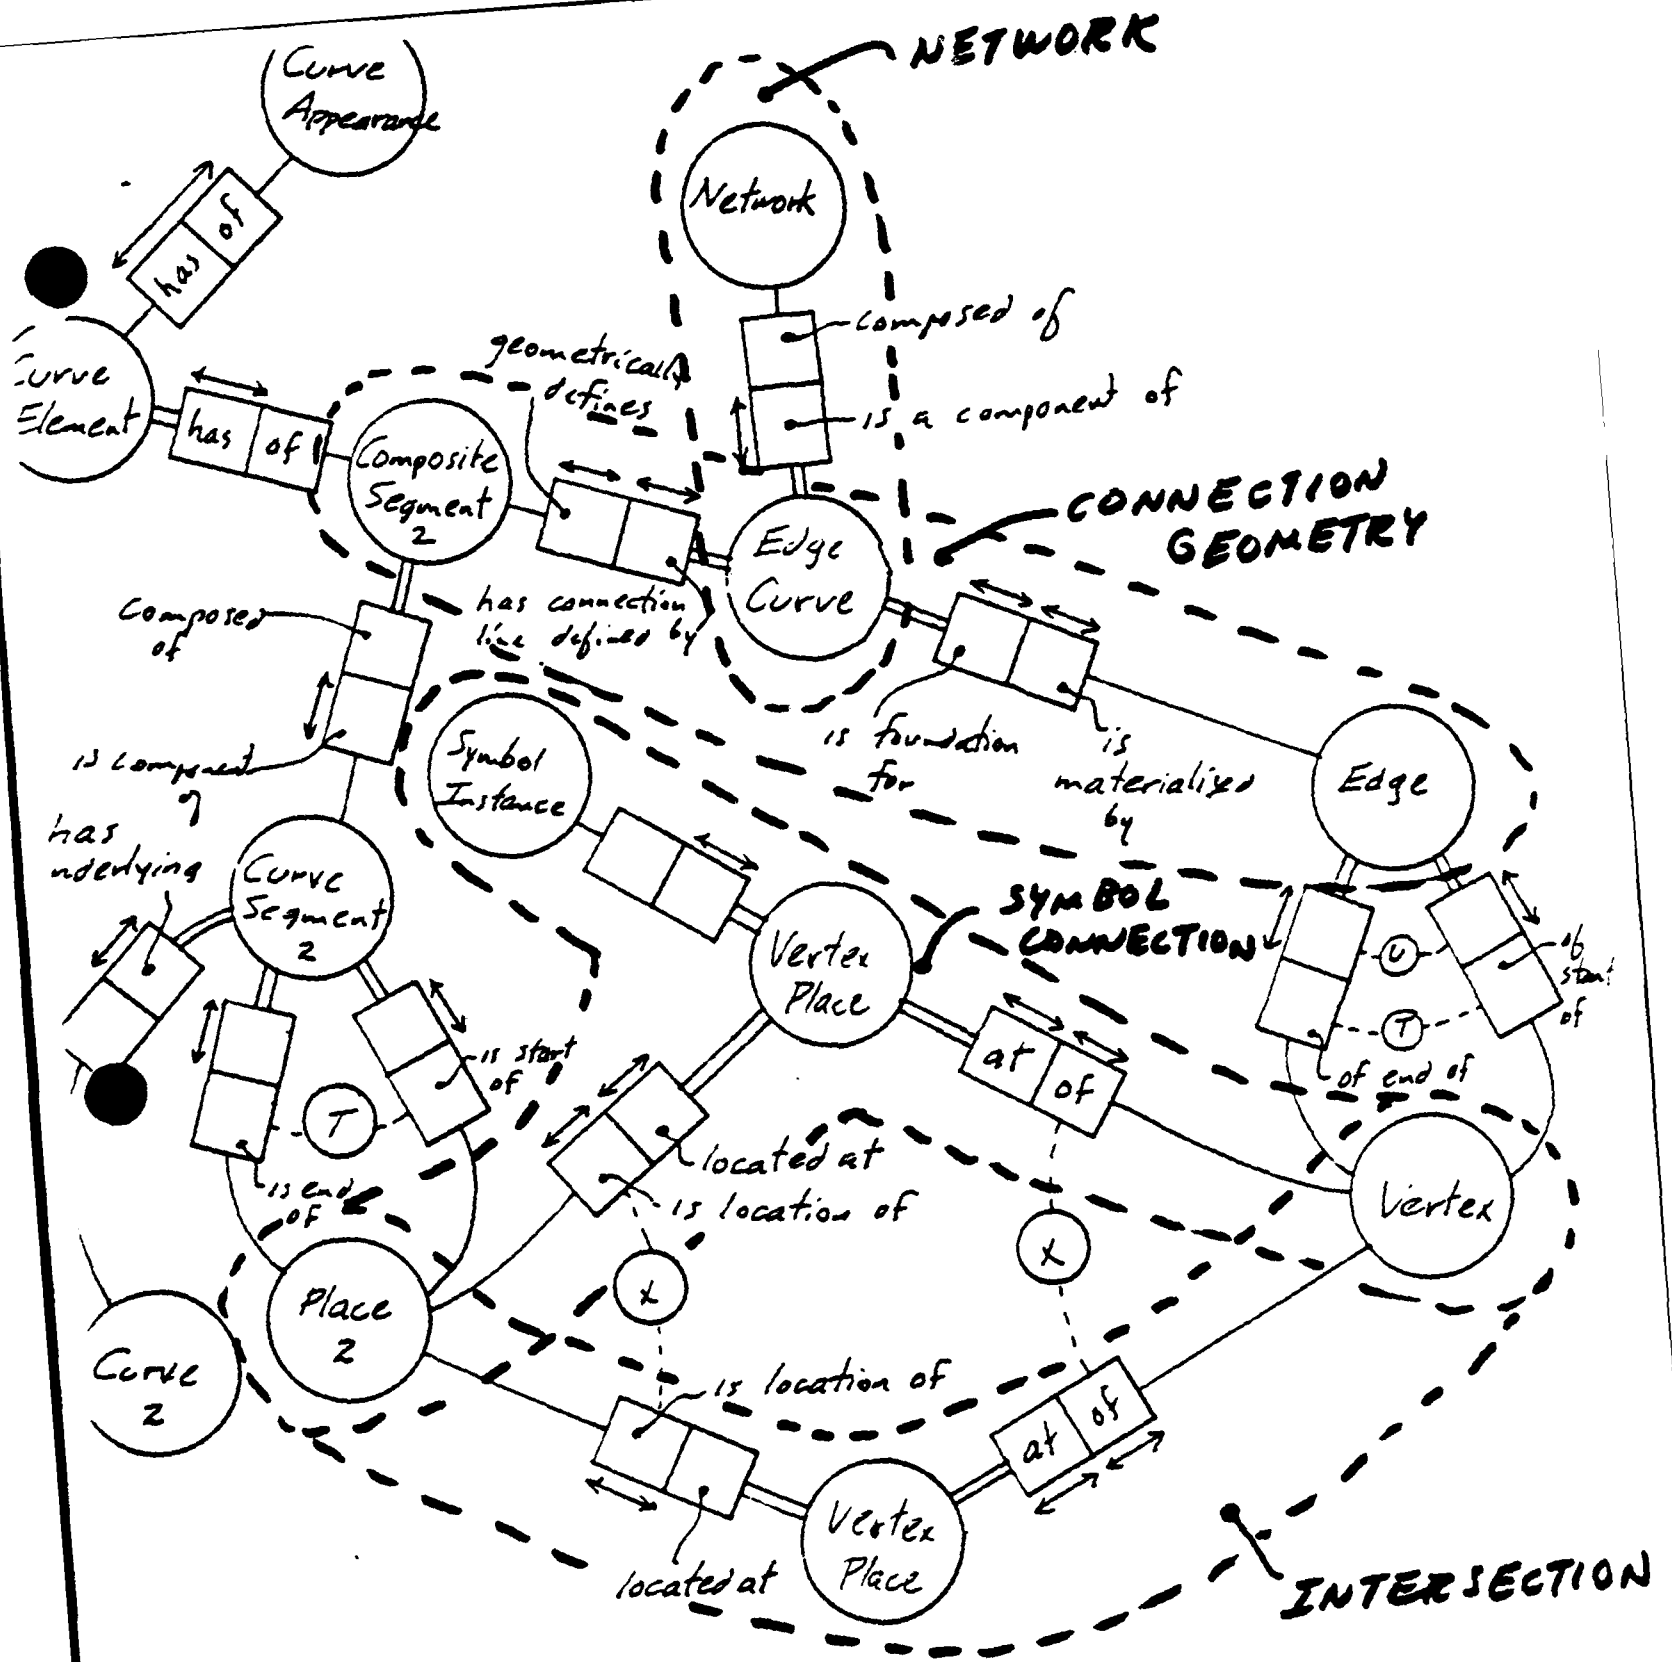 NETWORK
Curve
Appearance
of
has
Network
composed of
is a component of
geometrically
defines
Curve
Element
has
of
Composite
Segment
2
Edge
Curve
CONNECTION
GEOMETRY
has connection
line defined by
composed
of
is component
of
is foundation
for
is
materialised
by
Edge
Symbol
Instance
has
nderlying
Curve
Segment
2
Vertex
Place
SYMBOL
CONNECTION
U
T
of
start
of
of end of
is start
of
T
is end
of
at
of
located at
is location of
Vertex
X
X
Place
2
Curve
2
is location of
at
of
located at
Vertex
Place
INTERSECTION